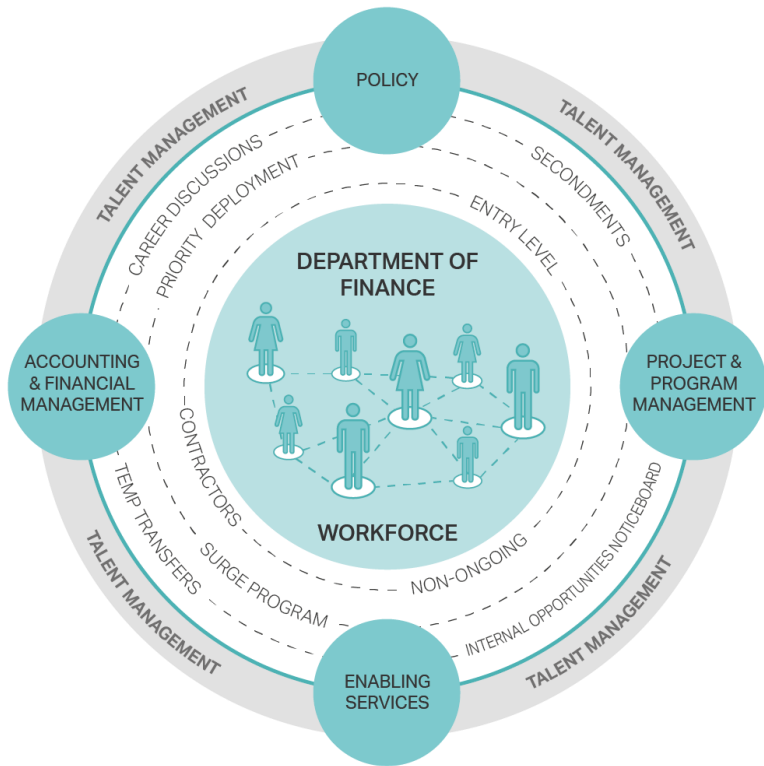 POLICY
TALENT MANAGEMENT
TALENT MANAGEMENT
CAREER DISCUSSIONS
SECONDMENTS
PRIORITY DEPLOYMENT
ENTRY LEVEL
DEPARTMENT OF
FINANCE
ACCOUNTING
& FINANCIAL
MANAGEMENT
PROJECT &
PROGRAM
MANAGEMENT
WORKFORCE
CONTRACTORS
NON-ONGOING
TEMP TRANSFERS
SURGE PROGRAM
INTERNAL OPPORTUNITIES NOTICEBOARD
TALENT MANAGEMENT
TALENT MANAGEMENT
ENABLING
SERVICES